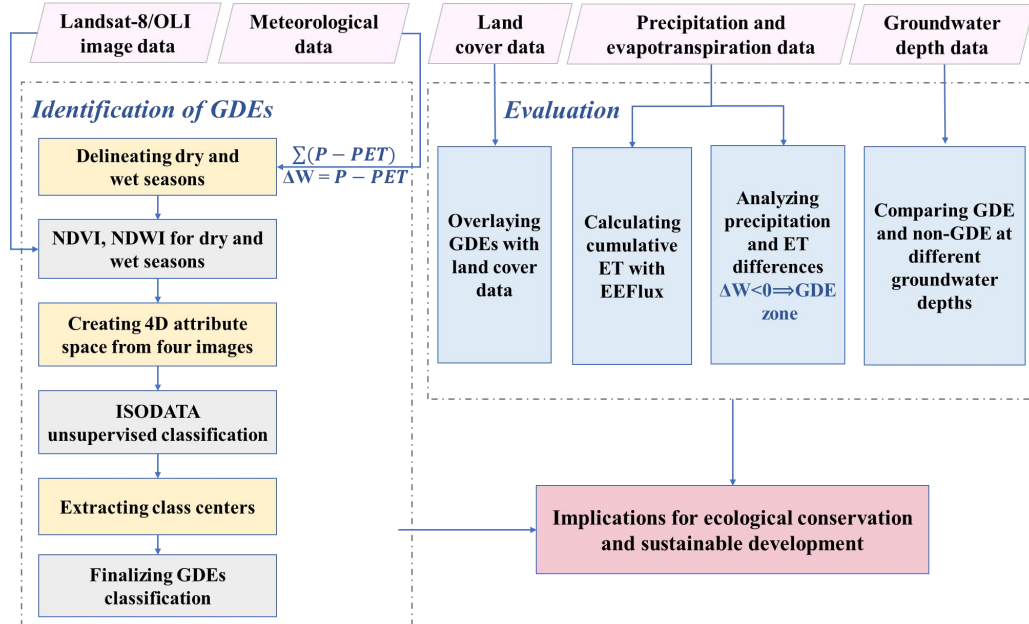 Landsat-8/OLI
image data
Meteorological
data
Land
cover data
Precipitation and
evapotranspiration data
Groundwater
depth data
Identification of GDEs
Delineating dry and
wet seasons
∑(P − PET)
ΔW = P − PET
NDVI, NDWI for dry and
wet seasons
Creating 4D attribute
space from four images
ISODATA
unsupervised classification
Extracting class centers
Finalizing GDEs
classification
Evaluation
Overlaying
GDEs with
land cover
data
Calculating
cumulative
ET with
EEFlux
Analyzing
precipitation
and ET
differences
ΔW<0⟹GDE
zone
Comparing GDE
and non-GDE at
different
groundwater
depths
Implications for ecological conservation
and sustainable development